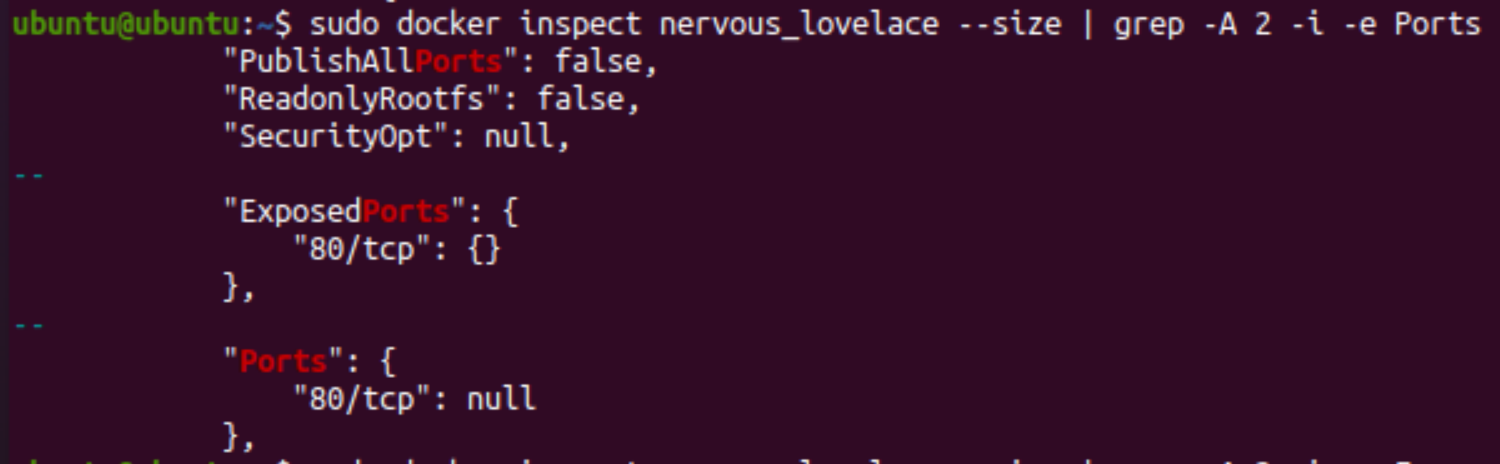 ubuntu@ubuntu:~$ sudo docker inspect nervous_lovelace --size | grep -A 2 -i -e Ports
"PublishAllPorts": false,
"ReadonlyRootfs": false,
"SecurityOpt": null,
--
"ExposedPorts": {
"80/tcp": {}
},
--
"Ports": {
"80/tcp": null
},